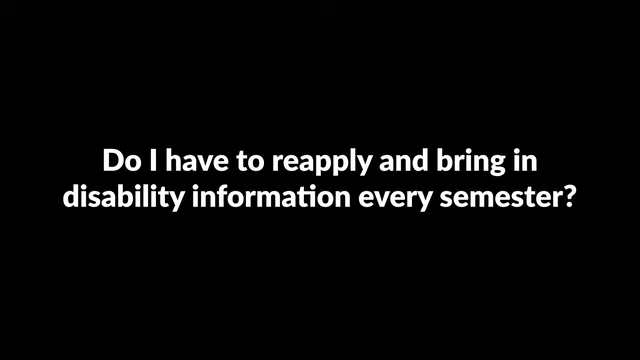 Do I have to reapply and bring in
disability information every semester?